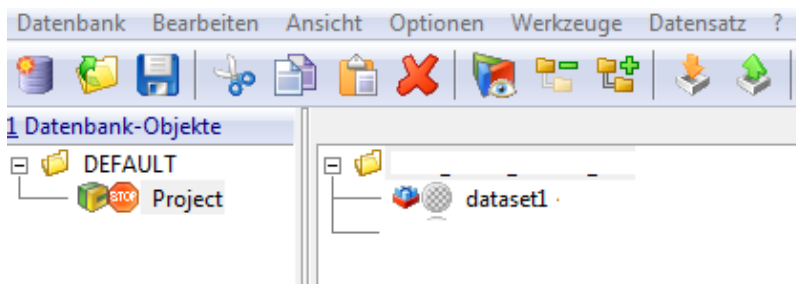 Datenbank Bearbeiten Ansicht Optionen Werkzeuge Datensatz ?
1 Datenbank-Objekte
DEFAULT
STOP Project
dataset1